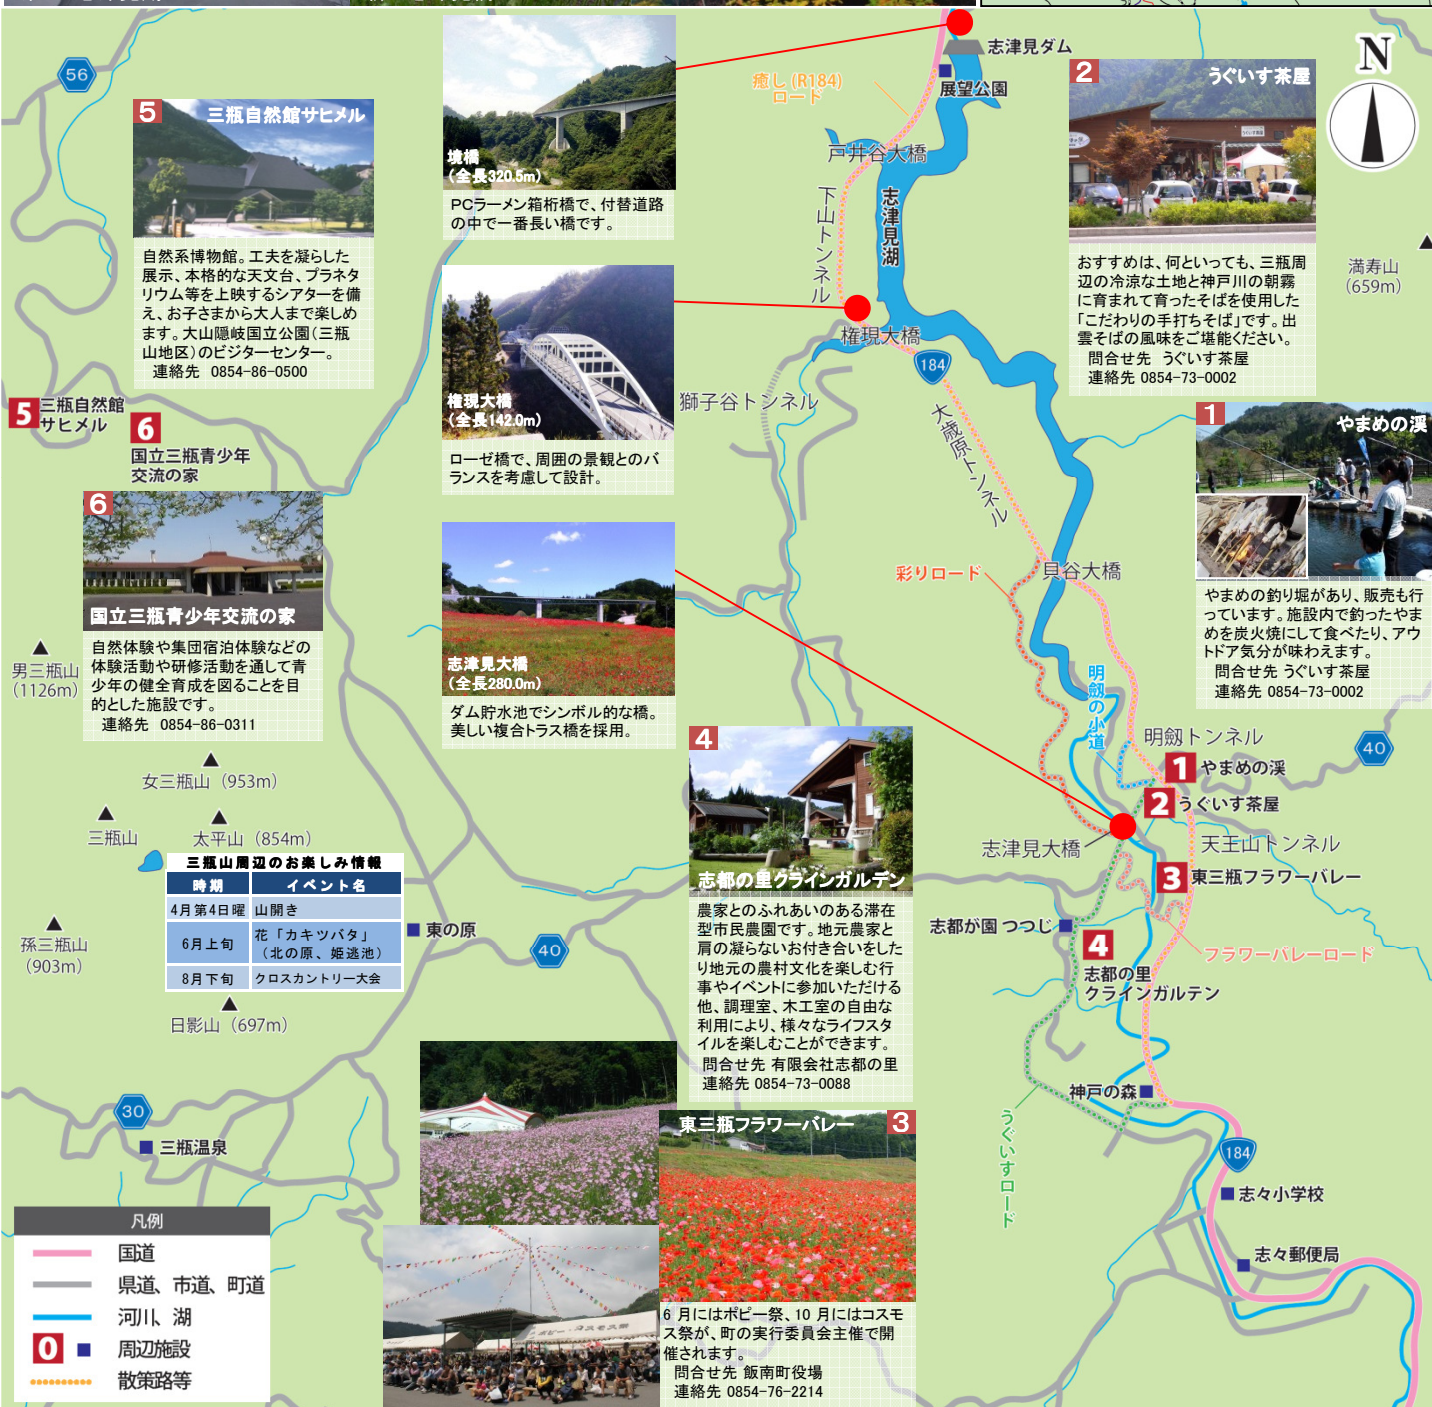 56
5
三瓶自然館サヒメル
自然系博物館。工夫を凝らした
展示、本格的な天文台、プラネタ
リウム等を上映するシアターを備
え、お子さまから大人まで楽しめ
ます。大山隠岐国立公園(三瓶
山地区)のビジターセンター。
連絡先 0854-86-0500
5
三瓶自然館
サヒメル
6
国立三瓶青少年
交流の家
6
国立三瓶青少年交流の家
自然体験や集団宿泊体験などの
体験活動や研修活動を通して青
少年の健全育成を図ることを目
的とした施設です。
連絡先 0854-86-0311
男三瓶山
(1126m)
女三瓶山 (953m)
三瓶山
太平山 (854m)
三瓶山周辺のお楽しみ情報
時期 イベント名
4月第4日曜 山開き
6月上旬 花「カキツバタ」
(北の原、姫逃池)
8月下旬 クロスカントリー大会
孫三瓶山
(903m)
日影山 (697m)
東の原
40
30
三瓶温泉
凡例
国道
県道、市道、町道
河川、湖
0 周辺施設
散策路等
境橋
(全長320.5m)
PCラーメン箱桁橋で、付替道路
の中で一番長い橋です。
権現大橋
(全長142.0m)
ローゼ橋で、周囲の景観とのバ
ランスを考慮して設計。
志津見大橋
(全長280.0m)
ダム貯水池でシンボル的な橋。
美しい複合トラス橋を採用。
4
志都の里クラインガルデン
農家とのふれあいのある滞在
型市民農園です。地元農家と
肩の凝らないお付き合いをした
り地元の農村文化を楽しむ行
事やイベントに参加いただける
他、調理室、木工室の自由な
利用により、様々なライフスタ
イルを楽しむことができます。
問合せ先 有限会社志都の里
連絡先 0854-73-0088
東三瓶フラワーバレー
3
6 月にはポピー祭、10 月にはコスモ
ス祭が、町の実行委員会主催で開
催されます。
問合せ先 飯南町役場
連絡先 0854-76-2214
志津見ダム
展望公園
癒し (R184)
ロード
戸井谷大橋
下山トンネル
志津見湖
権現大橋
184
獅子谷トンネル
大歳原トンネル
彩りロード
貝谷大橋
明剱の小道
明剱トンネル
40
1
やまめの渓
2
うぐいす茶屋
志津見大橋
天王山トンネル
3
東三瓶フラワーバレー
志都が園 つつじ
4
志都の里
クラインガルテン
フラワーバレーロード
神戸の森
うぐいすロード
184
志々小学校
志々郵便局
N
2
うぐいす茶屋
おすすめは、何といっても、三瓶周
辺の冷涼な土地と神戸川の朝霧
に育まれて育ったそばを使用した
「こだわりの手打ちそば」です。出
雲そばの風味をご堪能ください。
問合せ先 うぐいす茶屋
連絡先 0854-73-0002
満寿山
(659m)
1
やまめの渓
やまめの釣り堀があり、販売も行
っています。施設内で釣ったやま
めを炭火焼にして食べたり、アウ
トドア気分が味わえます。
問合せ先 うぐいす茶屋
連絡先 0854-73-0002